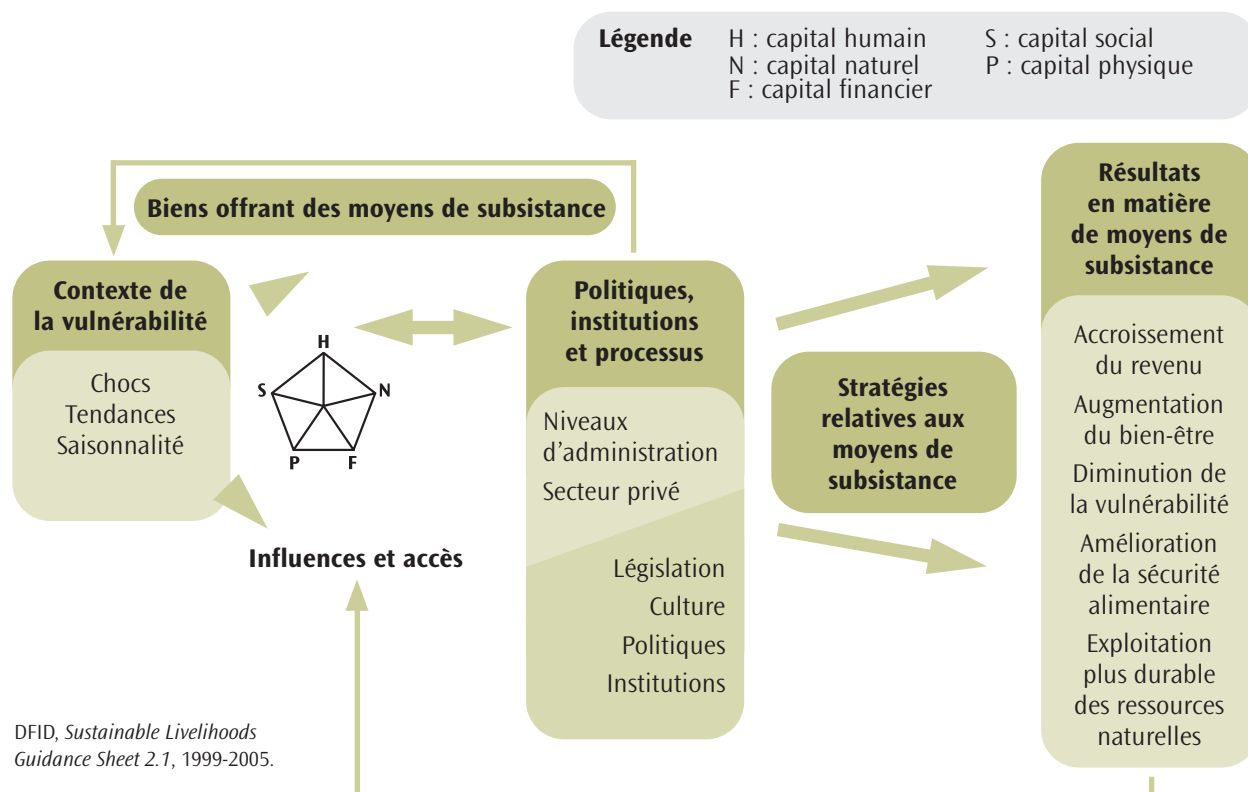 Légende
H : capital humain
S : capital social
N : capital naturel
P : capital physique
F : capital financier
Biens offrant des moyens de subsistance
Contexte de
la vulnérabilité
Chocs
Tendances
Saisonnalité
H
S
N
P
F
Influences et accès
Politiques,
institutions
et processus
Niveaux
d'administration
Secteur privé
Législation
Culture
Politiques
Institutions
Stratégies
relatives aux
moyens de
subsistance
Résultats
en matière
de moyens de
subsistance
Accroissement
du revenu
Augmentation
du bien-être
Diminution de
la vulnérabilité
Amélioration
de la sécurité
alimentaire
Exploitation
plus durable
des ressources
naturelles
DFID, Sustainable Livelihoods
Guidance Sheet 2.1, 1999-2005.